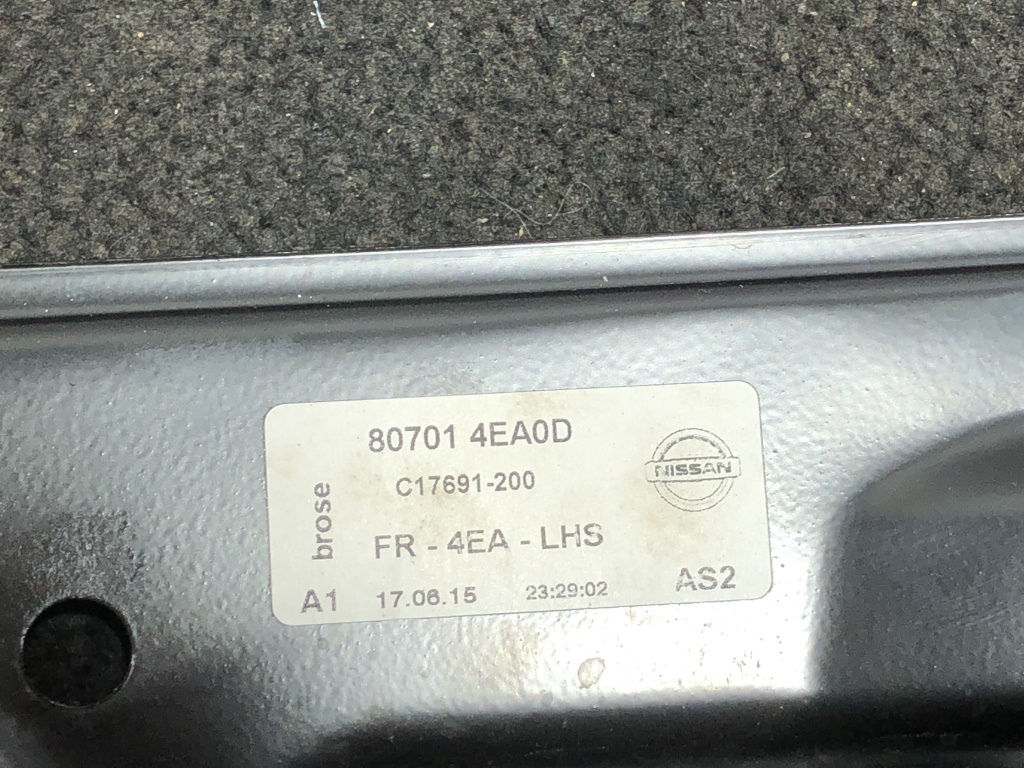 80701 4EA0D
C17691-200
NISSAN
brose
FR - 4EA - LHS
A1 17.06.15 23:29:02 AS2